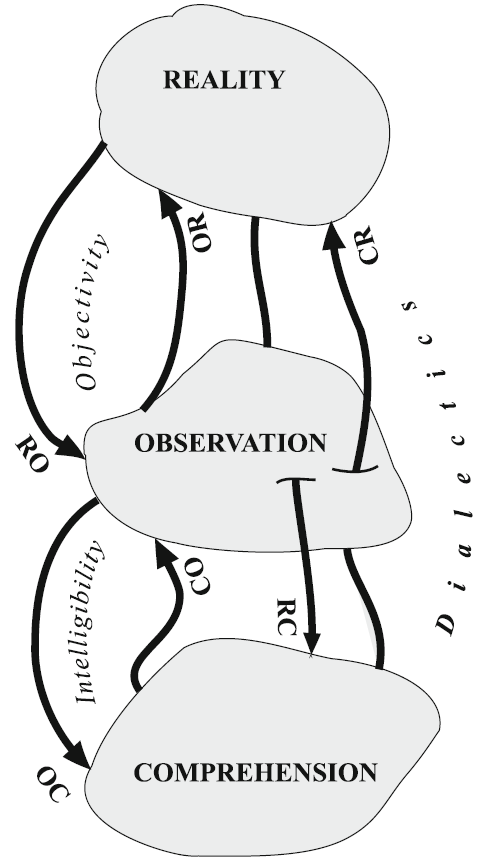 REALITY
OR
CR
Objectivity
Dialectics
OBSERVATION
RO
CO
Intelligibility
RC
COMPREHENSION
OC